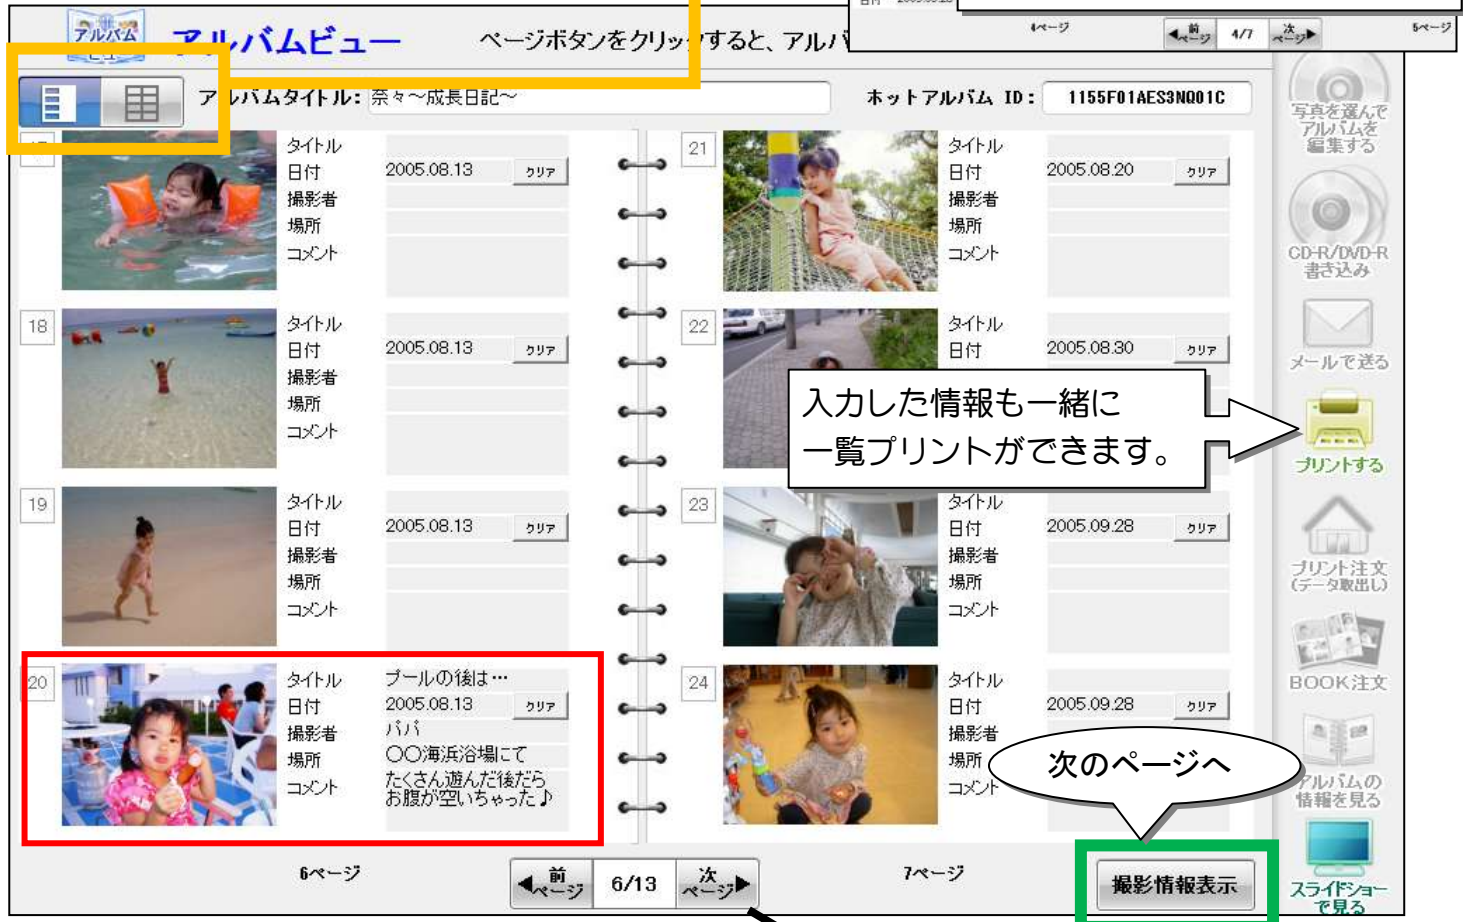 日付 2005.08.28
4ページ
◀前ページ 4/7 次ページ▶
5ページ
アルバム
ビュー
アルバムビュー
ページボタンをクリックすると、アルバ
アルバムタイトル: 奈々～成長日記～
ホットアルバム ID: 1155F01AES3NQ01C
17
タイトル
日付 2005.08.13 クリア
撮影者
場所
コメント
18
タイトル
日付 2005.08.13 クリア
撮影者
場所
コメント
19
タイトル
日付 2005.08.13 クリア
撮影者
場所
コメント
20
タイトル プールの後は…
日付 2005.08.13 クリア
撮影者 パパ
場所 〇〇海浜浴場にて
コメント たくさん遊んだ後だら
お腹が空いちゃった♪
21
タイトル
日付 2005.08.20 クリア
撮影者
場所
コメント
22
タイトル
日付 2005.08.30 クリア
入力した情報も一緒に
一覧プリントができます。
23
タイトル
日付 2005.09.28 クリア
撮影者
場所
コメント
24
タイトル
日付 2005.09.28 クリア
撮影者
場所
コメント
次のページへ
6ページ
◀前ページ 6/13 次ページ▶
7ページ
撮影情報表示
写真を選んで
アルバムを
編集する
CD-R/DVD-R
書き込み
メールで送る
プリントする
プリント注文
(データ取出し)
BOOK注文
アルバムの
情報を見る
スライドショー
で見る